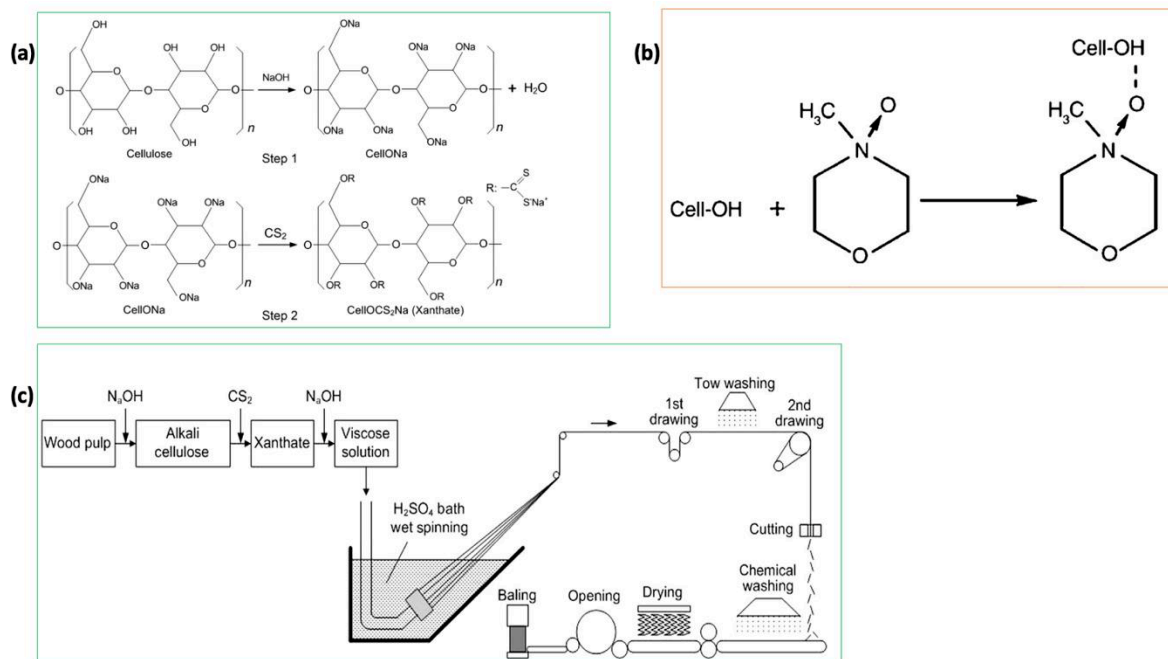 (a)
OH
OH
OH
O
O
O
O
O
OH
OH
OH
n
Cellulose
NaOH
Step 1
ONa
ONa
ONa
O
O
O
O
O
ONa
ONa
ONa
n
CellONa
+ H₂O
ONa
ONa
ONa
O
O
O
O
O
ONa
ONa
ONa
n
CellONa
CS₂
Step 2
OR
OR
OR
O
O
O
O
O
OR
OR
OR
n
CellOCS₂Na (Xanthate)
R: —C
S
S⁻Na⁺
(b)
Cell-OH
+
H₃C
O
N
O
Cell-OH
O
H₃C
N
O
(c)
NaOH
CS₂
NaOH
Wood pulp
Alkali
cellulose
Xanthate
Viscose
solution
H₂SO₄ bath
wet spinning
1st
drawing
Tow washing
2nd
drawing
Cutting
Chemical
washing
Drying
Opening
Baling